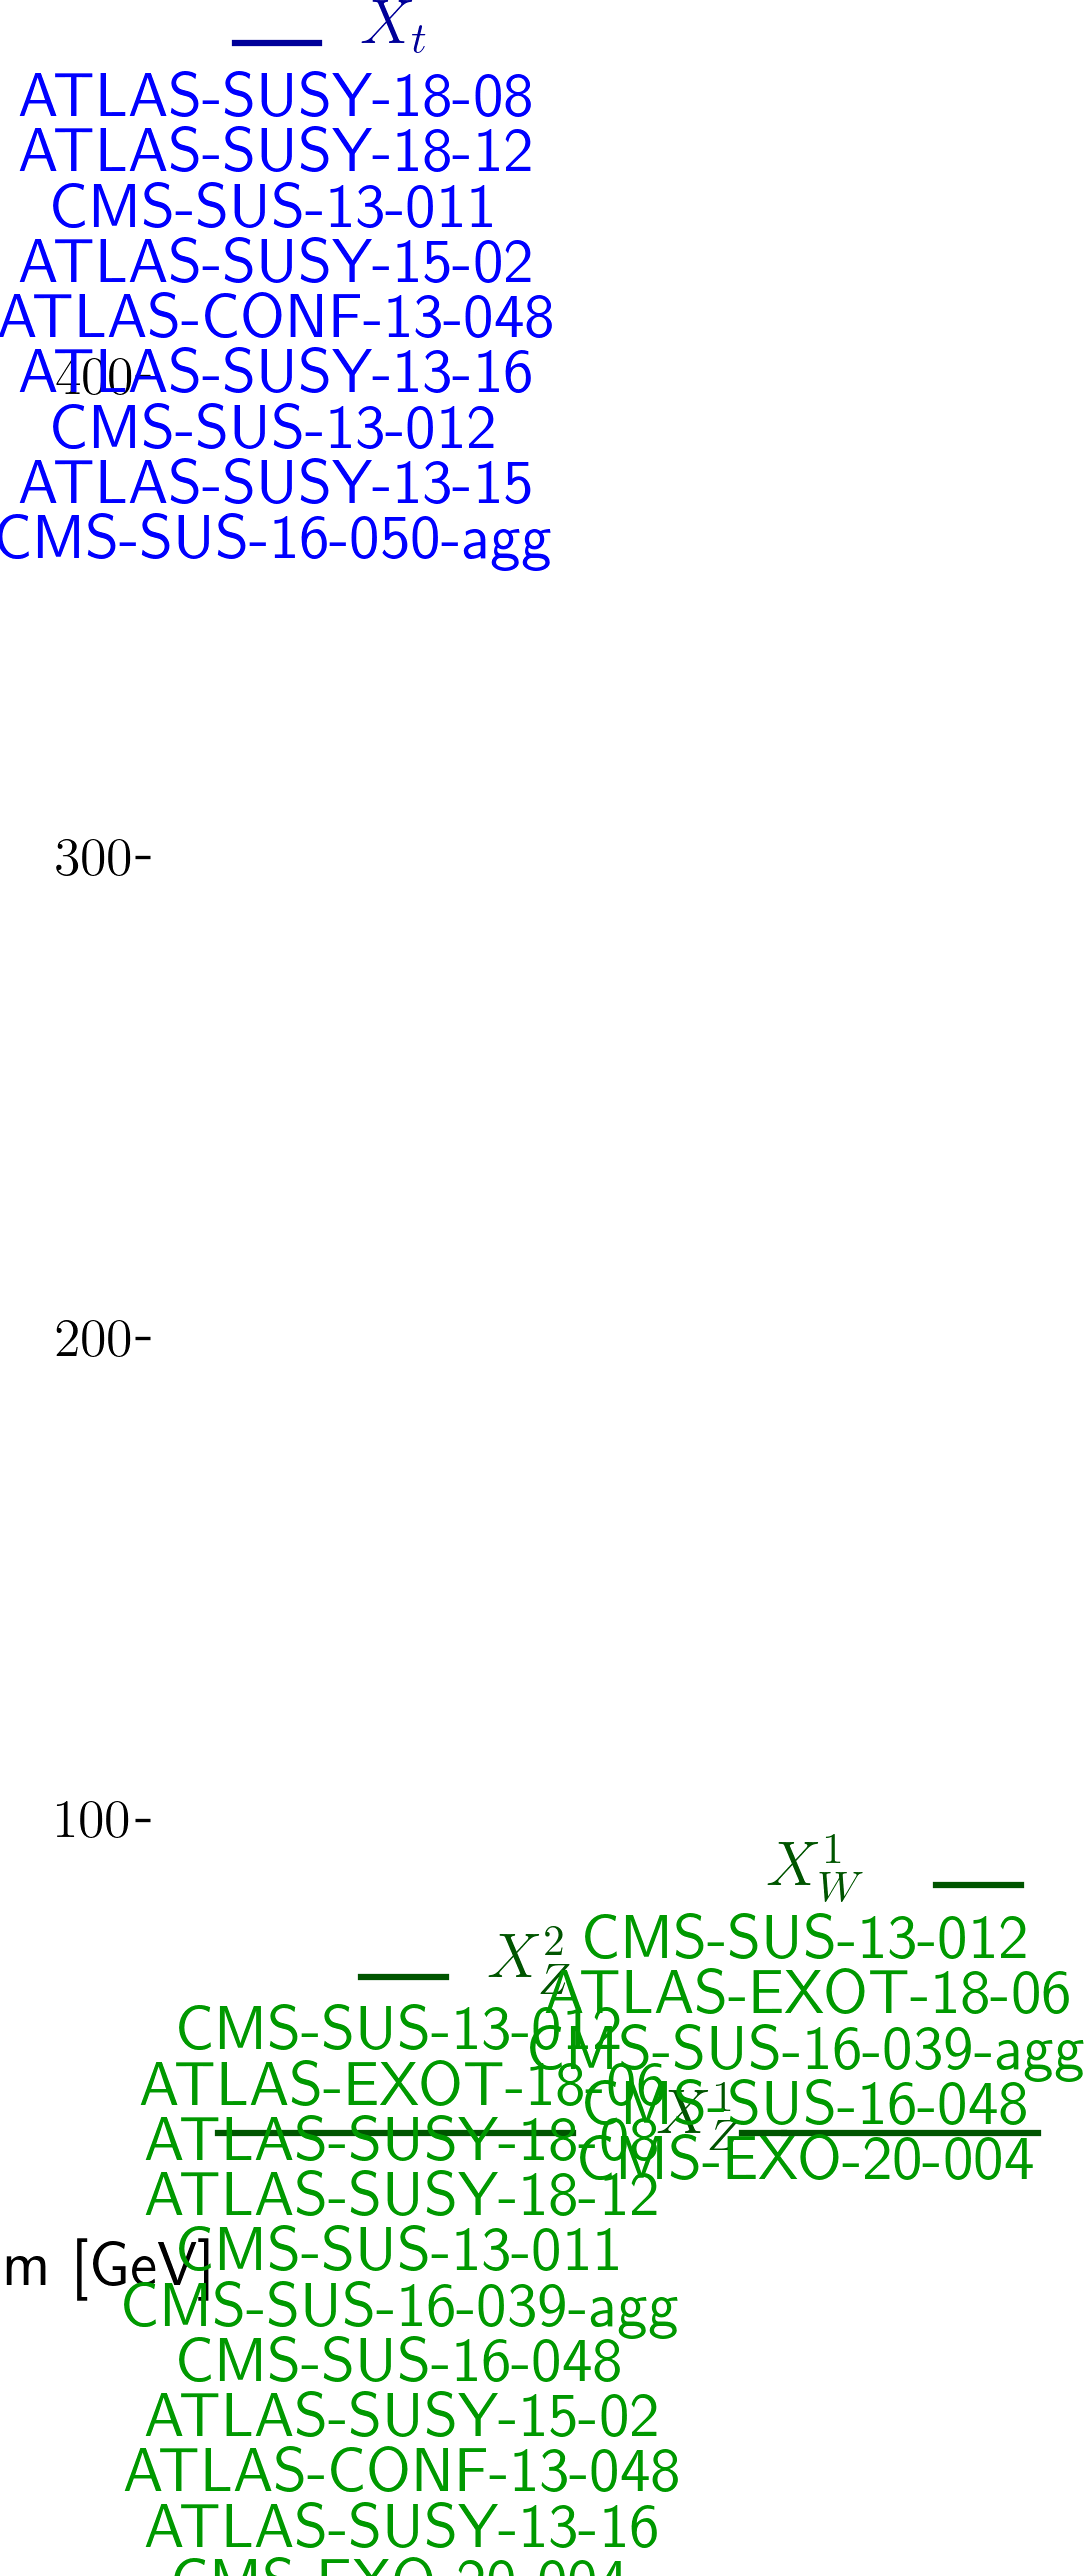 X_t
ATLAS-SUSY-18-08
ATLAS-SUSY-18-12
CMS-SUS-13-011
ATLAS-SUSY-15-02
ATLAS-CONF-13-048
400
ATLAS-SUSY-13-16
CMS-SUS-13-012
ATLAS-SUSY-13-15
CMS-SUS-16-050-agg
300
200
100
X_W^1
CMS-SUS-13-012
ATLAS-EXOT-18-06
CMS-SUS-16-039-agg
CMS-SUS-16-048
CMS-EXO-20-004
X_Z^2
CMS-SUS-13-012
ATLAS-EXOT-18-06
X_Z^1
ATLAS-SUSY-18-08
ATLAS-SUSY-18-12
CMS-SUS-13-011
m [GeV]
CMS-SUS-16-039-agg
CMS-SUS-16-048
ATLAS-SUSY-15-02
ATLAS-CONF-13-048
ATLAS-SUSY-13-16
CMS-EXO-20-004